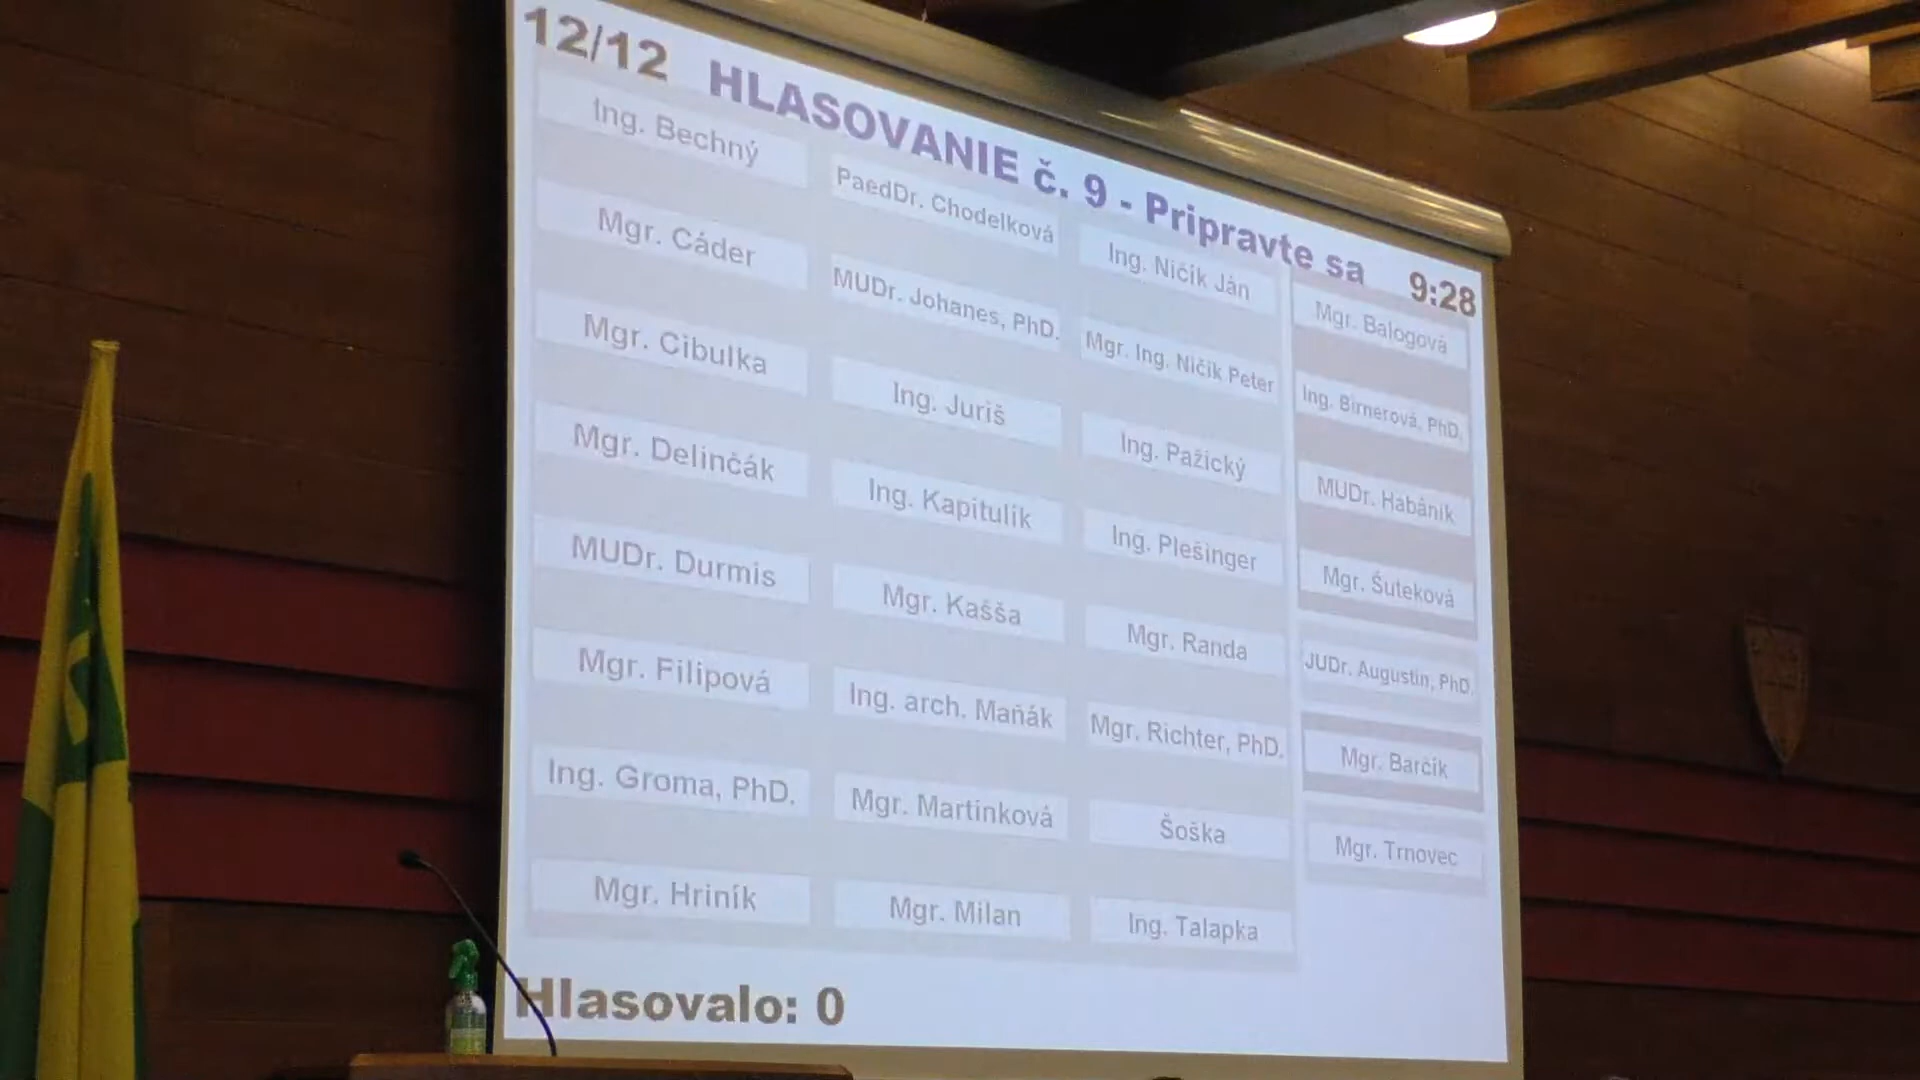 12/12 HLASOVANIE č. 9 - Pripravte sa 9:28
Ing. Bechný
Mgr. Cáder
Mgr. Cibulka
Mgr. Delinčák
MUDr. Durmis
Mgr. Filipová
Ing. Groma, PhD.
Mgr. Hriník
PaedDr. Chodelková
MUDr. Johanes, PhD.
Ing. Juriš
Ing. Kapitulík
Mgr. Kašša
Ing. arch. Maňák
Mgr. Martinková
Mgr. Milan
Ing. Ničík Ján
Mgr. Ing. Ničík Peter
Ing. Pažický
Ing. Plešinger
Mgr. Randa
Mgr. Richter, PhD.
Šoška
Ing. Talapka
Mgr. Balogová
Ing. Birnerová, PhD.
MUDr. Habánik
Mgr. Šuteková
JUDr. Augustín, PhD.
Mgr. Barčík
Mgr. Trnovec
Hlasovalo: 0